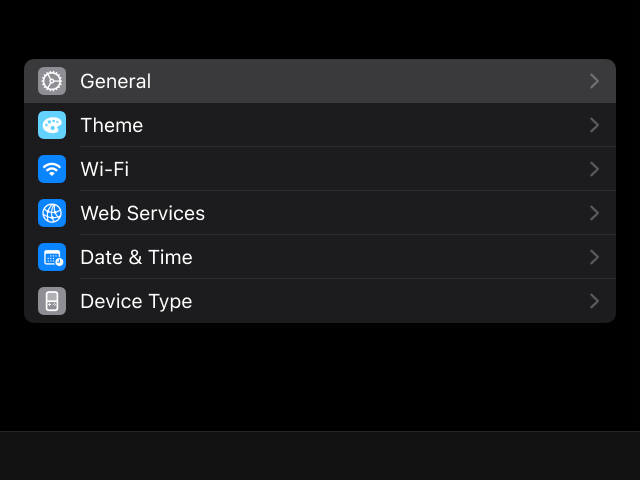 General
Theme
Wi-Fi
Web Services
Date & Time
Device Type